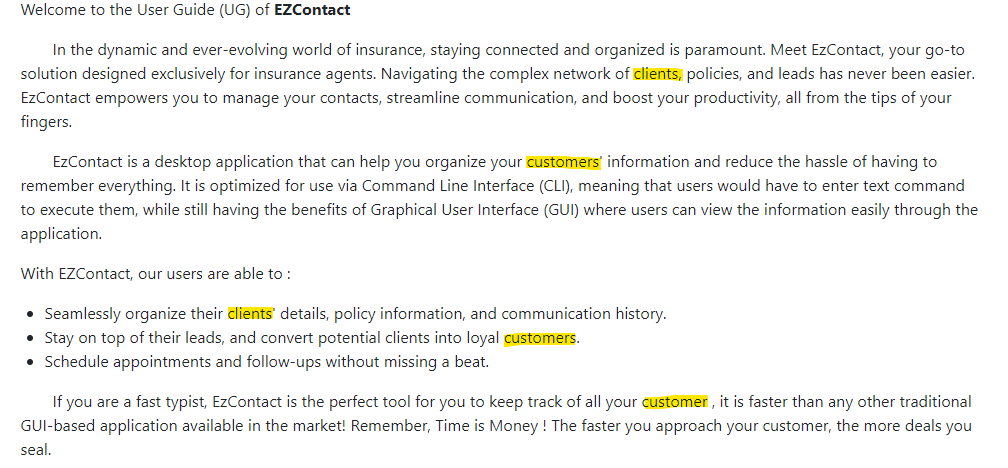 Welcome to the User Guide (UG) of EZContact
In the dynamic and ever-evolving world of insurance, staying connected and organized is paramount. Meet EzContact, your go-to
solution designed exclusively for insurance agents. Navigating the complex network of clients, policies, and leads has never been easier.
EzContact empowers you to manage your contacts, streamline communication, and boost your productivity, all from the tips of your
fingers.
EzContact is a desktop application that can help you organize your customers' information and reduce the hassle of having to
remember everything. It is optimized for use via Command Line Interface (CLI), meaning that users would have to enter text command
to execute them, while still having the benefits of Graphical User Interface (GUI) where users can view the information easily through the
application.
With EZContact, our users are able to :
• Seamlessly organize their clients' details, policy information, and communication history.
• Stay on top of their leads, and convert potential clients into loyal customers.
• Schedule appointments and follow-ups without missing a beat.
If you are a fast typist, EzContact is the perfect tool for you to keep track of all your customer , it is faster than any other traditional
GUI-based application available in the market! Remember, Time is Money ! The faster you approach your customer, the more deals you
seal.